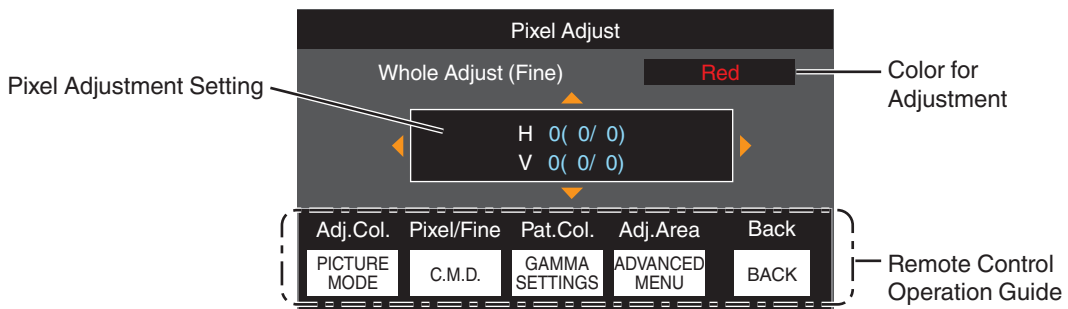 Pixel Adjust
Whole Adjust (Fine) Red
Pixel Adjustment Setting
Color for
Adjustment
H 0( 0/ 0)
V 0( 0/ 0)
Adj.Col. Pixel/Fine Pat.Col. Adj.Area Back
PICTURE
MODE
C.M.D.
GAMMA
SETTINGS
ADVANCED
MENU
BACK
Remote Control
Operation Guide